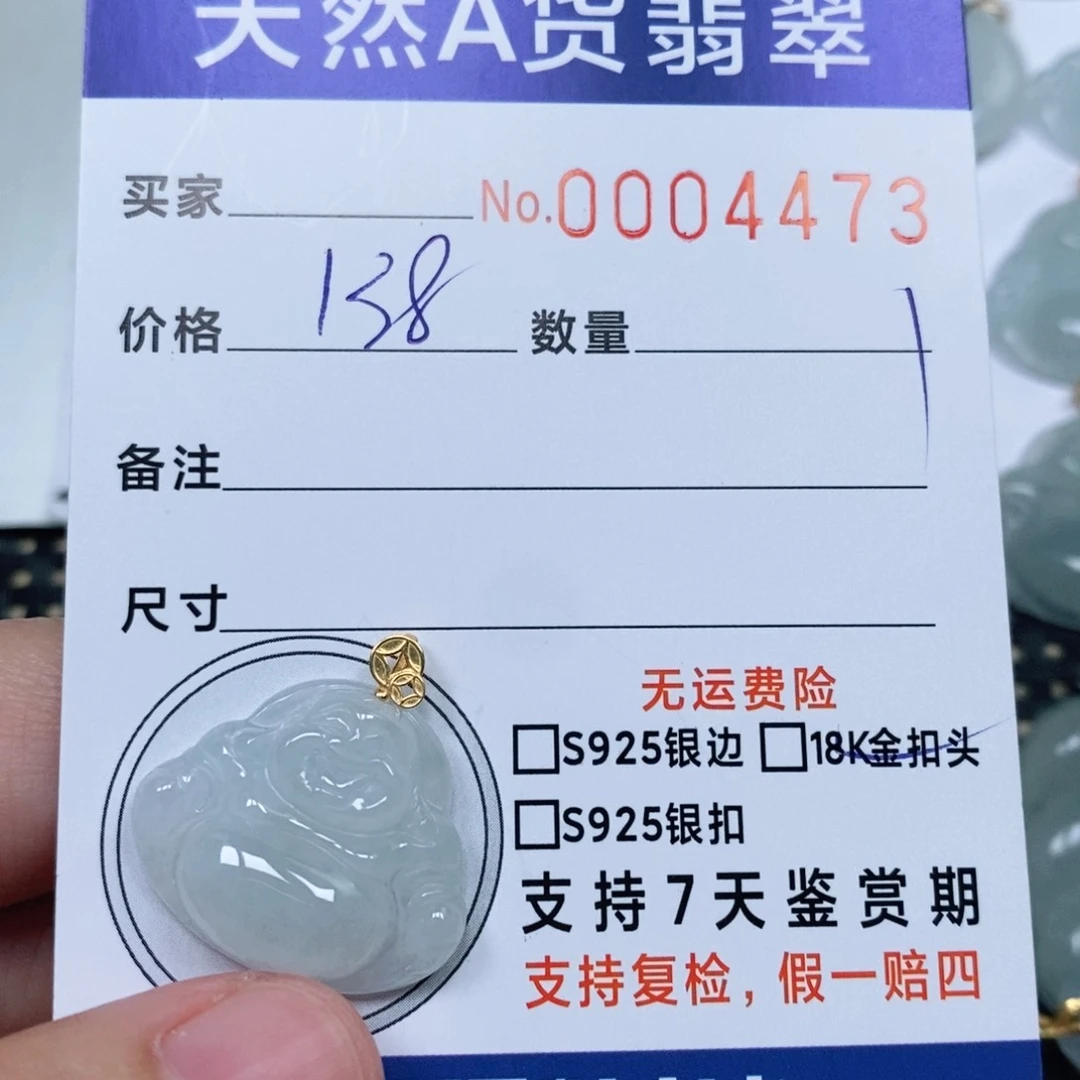 天然A货翡翠
买家 No.0004473
价格 138 数量 1
备注
尺寸
无运费险
□S925银边 □18K金扣头
□S925银扣
支持7天鉴赏期
支持复检，假一赔四